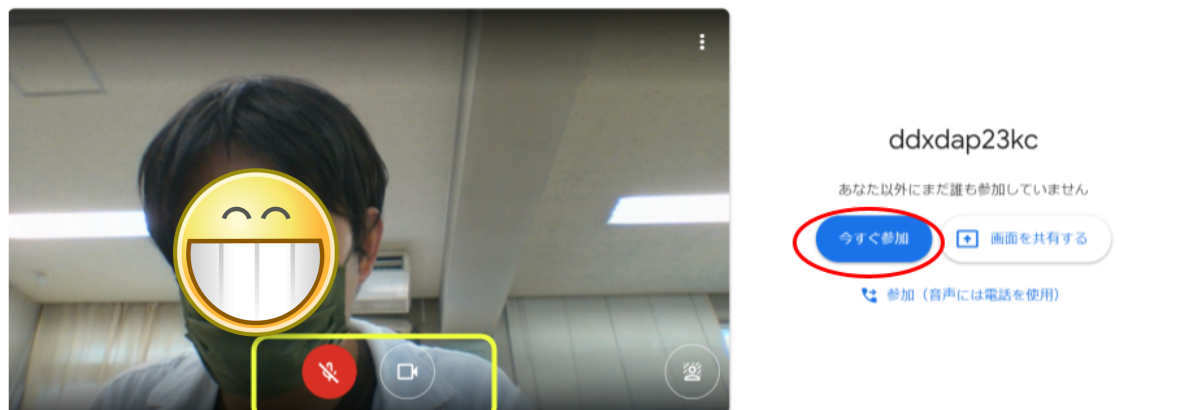 ddxdap23kc
あなた以外にまだ誰も参加していません
今すぐ参加
画面を共有する
参加（音声には電話を使用）